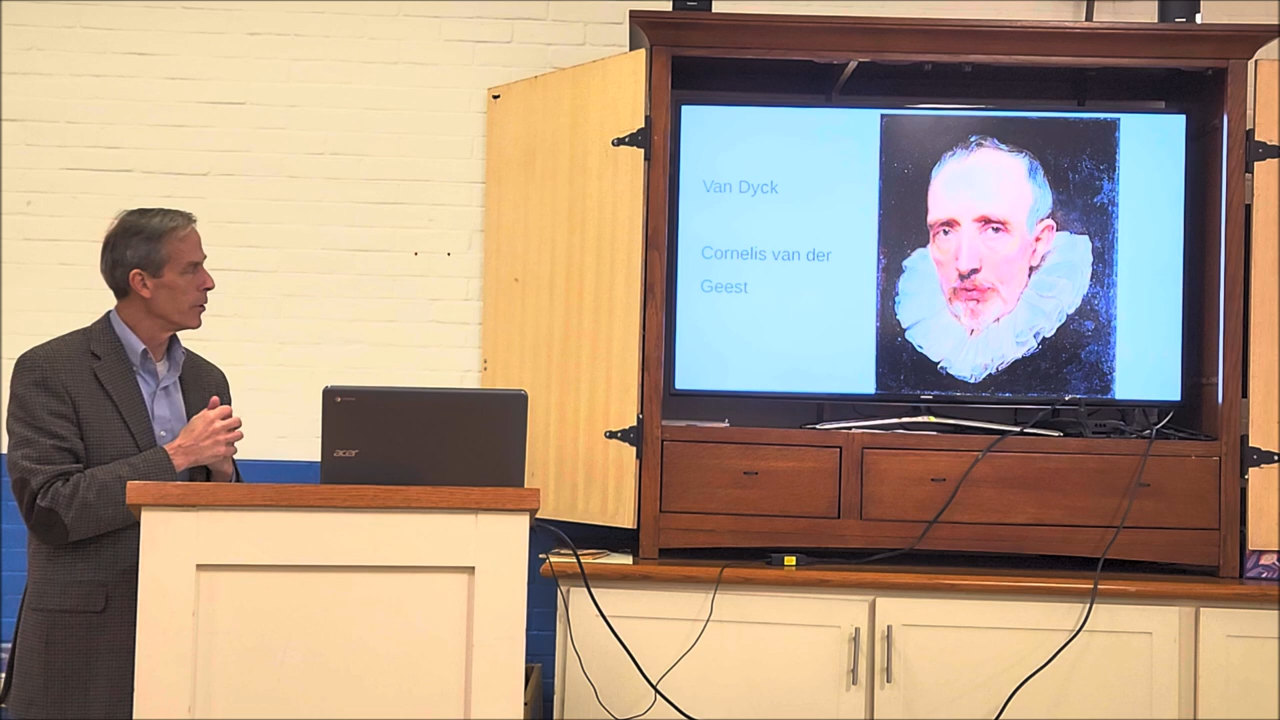 Van Dyck
Cornelis van der
Geest
acer